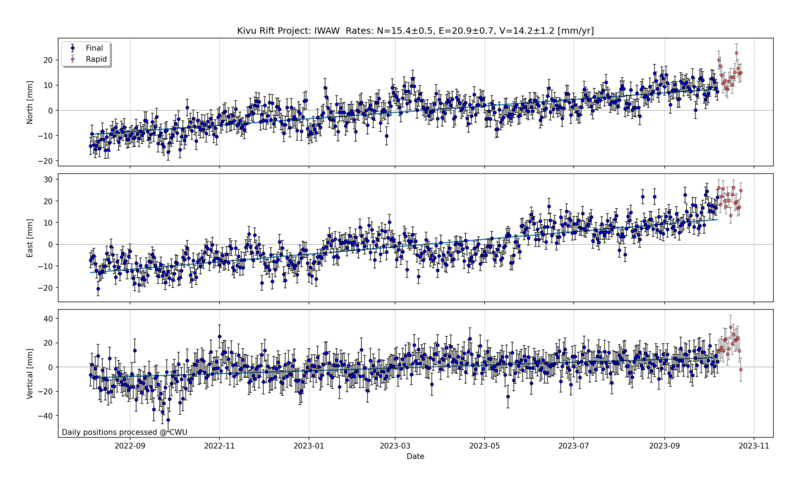 Kivu Rift Project: IWAW Rates: N=15.4±0.5, E=20.9±0.7, V=14.2±1.2 [mm/yr]
Final
Rapid
North [mm]
20
10
0
−10
−20
East [mm]
30
20
10
0
−10
−20
Vertical [mm]
40
20
0
−20
−40
Daily positions processed @ CWU
2022-09 2022-11 2023-01 2023-03 2023-05 2023-07 2023-09 2023-11
Date